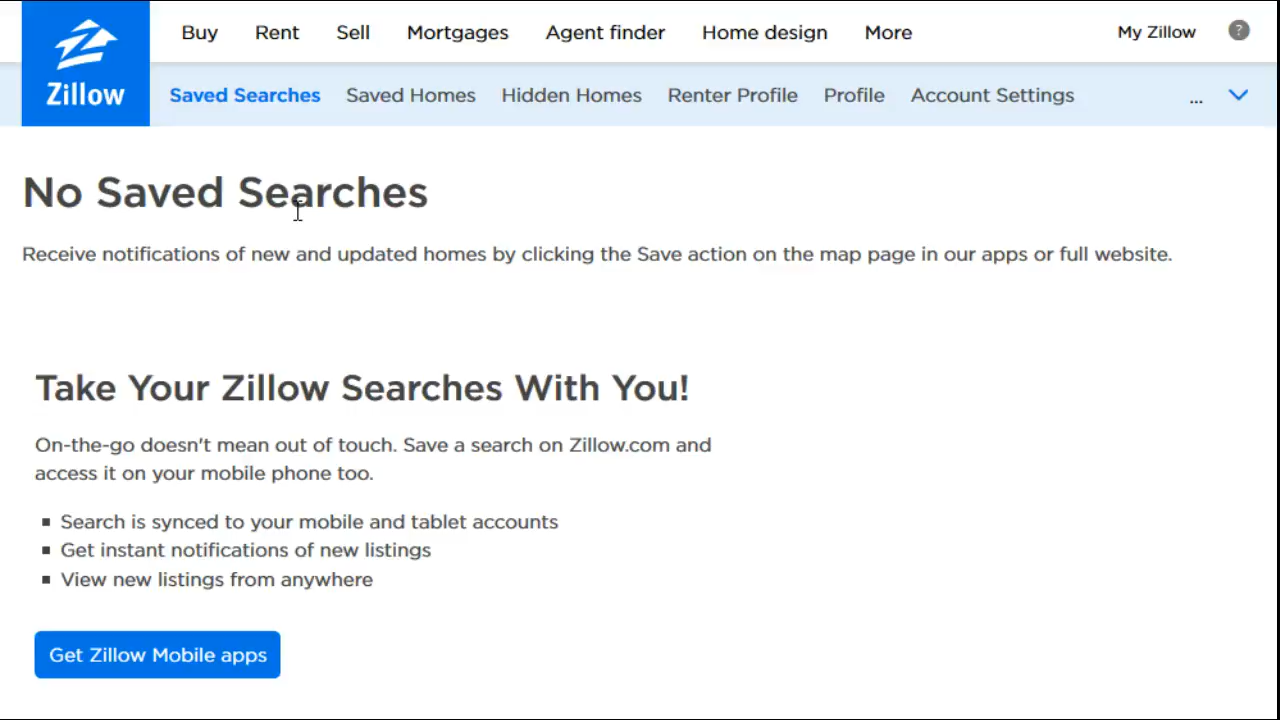 Zillow
Buy Rent Sell Mortgages Agent finder Home design More My Zillow ?
Saved Searches Saved Homes Hidden Homes Renter Profile Profile Account Settings ...
No Saved Searches
Receive notifications of new and updated homes by clicking the Save action on the map page in our apps or full website.
Take Your Zillow Searches With You!
On-the-go doesn't mean out of touch. Save a search on Zillow.com and
access it on your mobile phone too.
Search is synced to your mobile and tablet accounts
Get instant notifications of new listings
View new listings from anywhere
Get Zillow Mobile apps